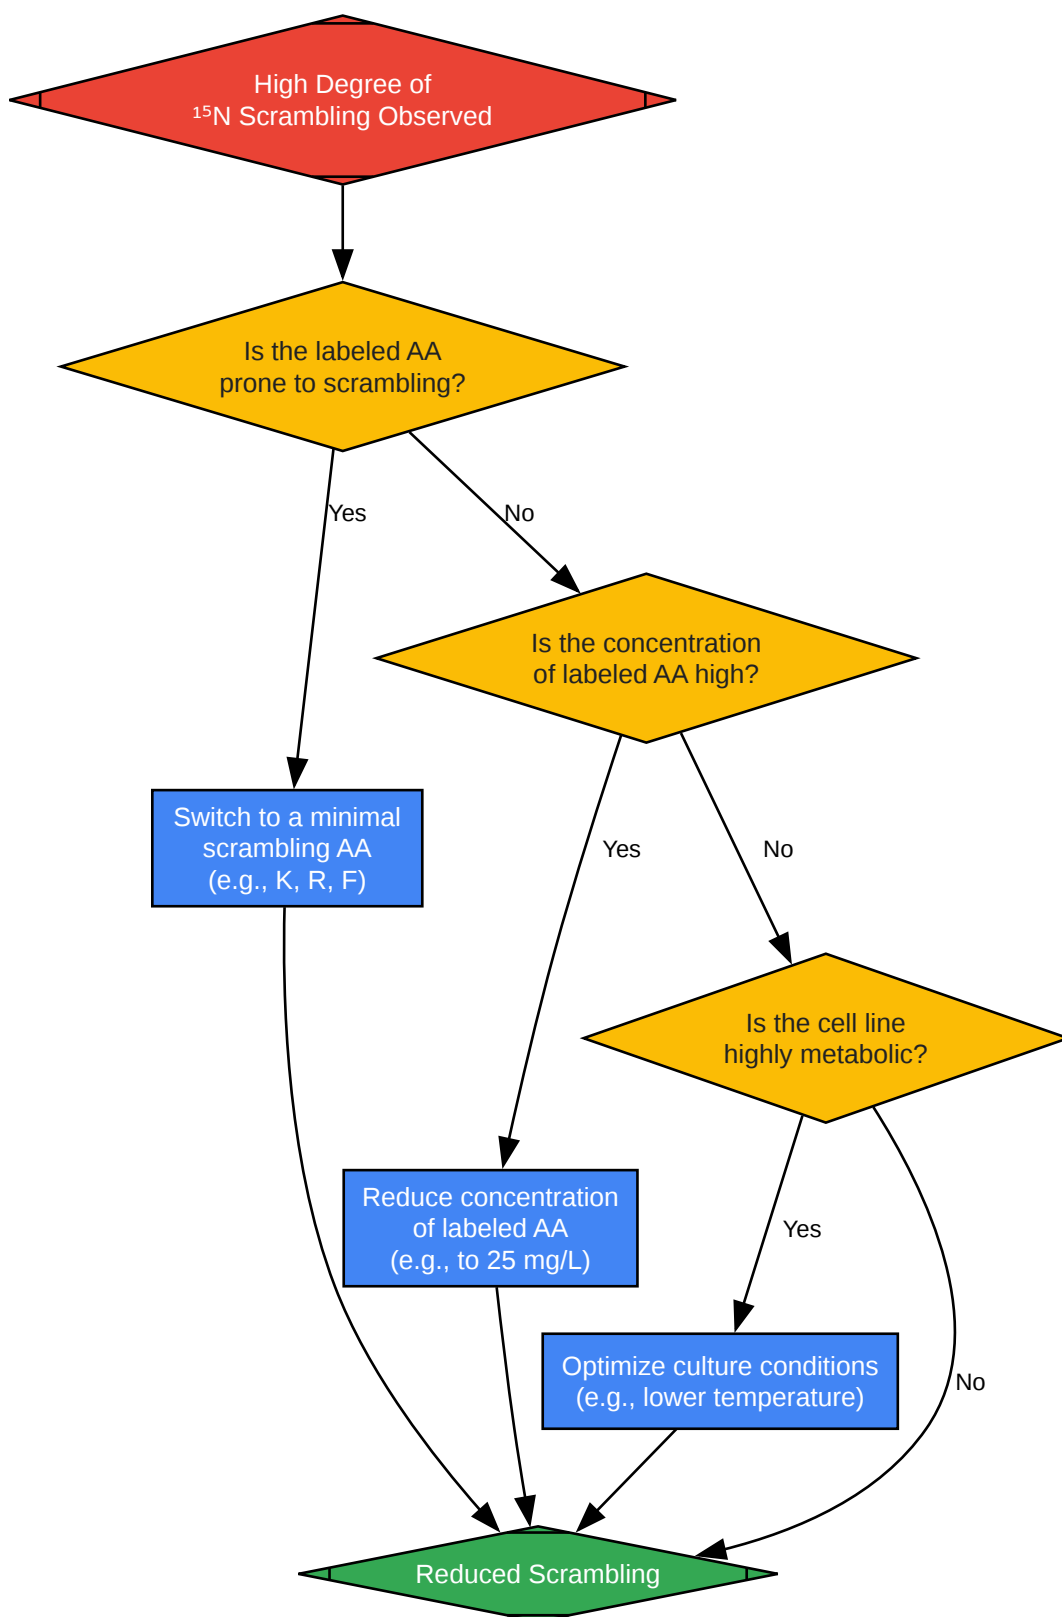 High Degree of
¹⁵N Scrambling Observed
Is the labeled AA
prone to scrambling?
Yes
No
Is the concentration
of labeled AA high?
Switch to a minimal
scrambling AA
(e.g., K, R, F)
Yes
No
Is the cell line
highly metabolic?
Reduce concentration
of labeled AA
(e.g., to 25 mg/L)
Yes
Optimize culture conditions
(e.g., lower temperature)
No
Reduced Scrambling